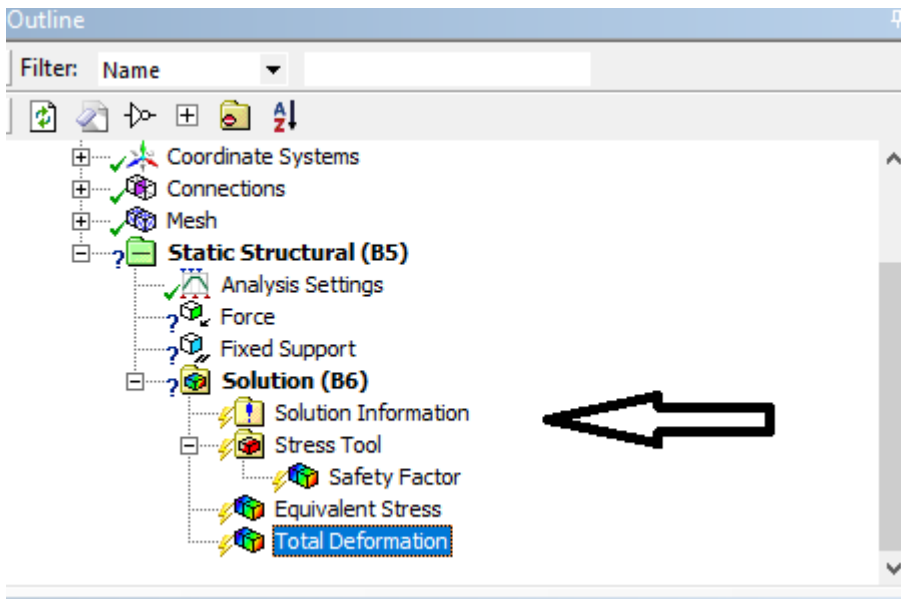 Outline
Filter: Name
Coordinate Systems
Connections
Mesh
Static Structural (B5)
Analysis Settings
Force
Fixed Support
Solution (B6)
Solution Information
Stress Tool
Safety Factor
Equivalent Stress
Total Deformation